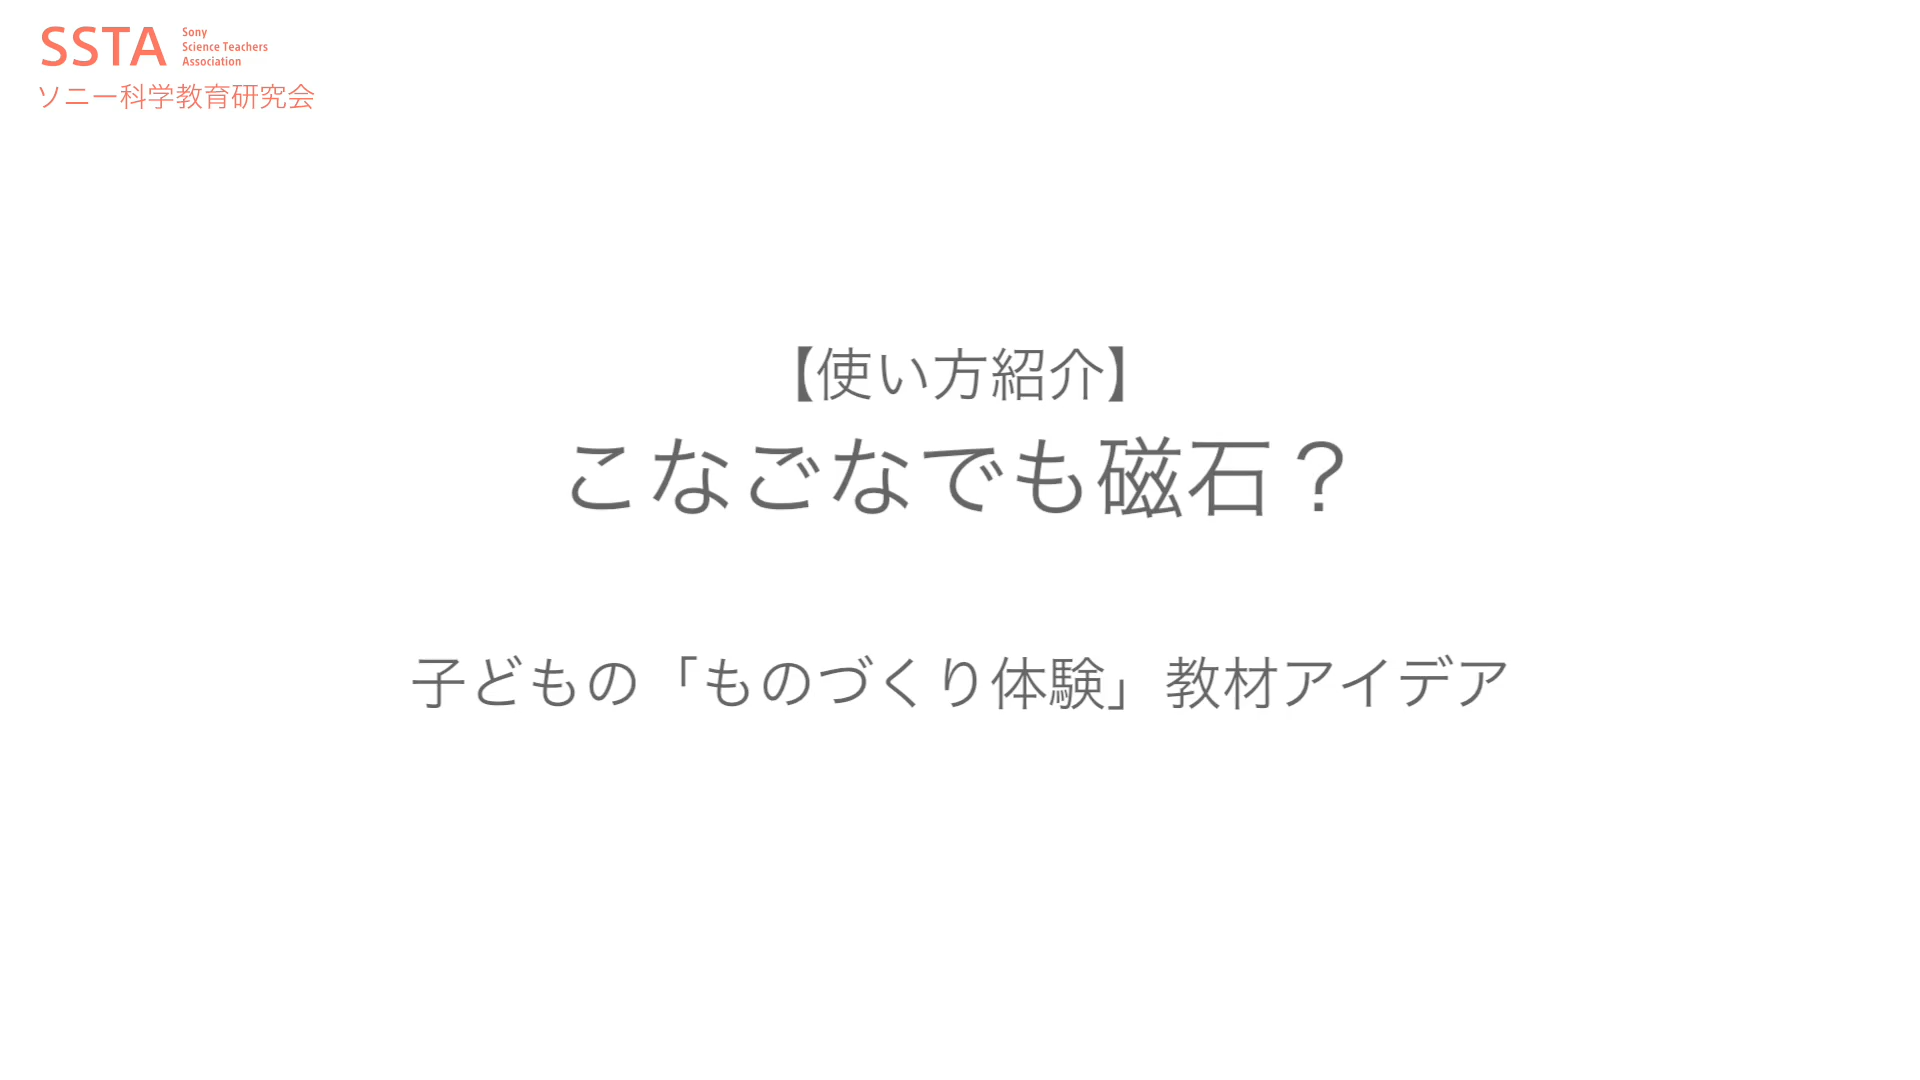 SSTA
Sony
Science Teachers
Association
ソニー科学教育研究会
【使い方紹介】
こなごなでも磁石？
子どもの「ものづくり体験」教材アイデア